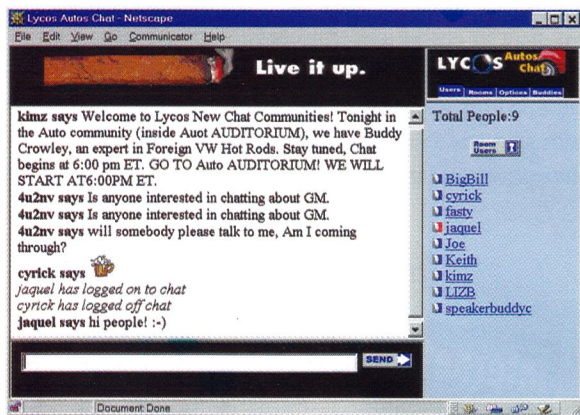 Lycos Autos Chat - Netscape
File Edit View Go Communicator Help
Live it up.
LYCOS Autos Chat
Users Rooms Options Buddies
kimz says Welcome to Lycos New Chat Communities! Tonight in
the Auto community (inside Auot AUDITORIUM), we have Buddy
Crowley, an expert in Foreign VW Hot Rods. Stay tuned, Chat
begins at 6:00 pm ET. GO TO Auto AUDITORIUM! WE WILL
START AT6:00PM ET.
4u2nv says Is anyone interested in chatting about GM.
4u2nv says Is anyone interested in chatting about GM.
4u2nv says will somebody please talk to me, Am I coming
through?
cyrick says
jaquel has logged on to chat
cyrick has logged off chat
jaquel says hi people! :-)
Total People:9
Room Users
BigBill
cyrick
fasty
jaquel
Joe
Keith
kimz
LIZB
speakerbuddyc
SEND
Document: Done